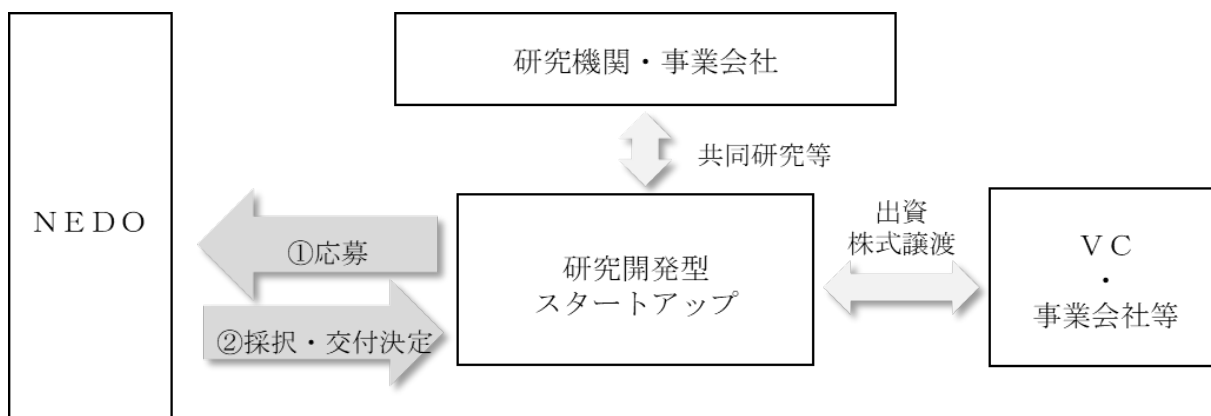 研究機関・事業会社
共同研究等
ＮＥＤＯ
①応募
②採択・交付決定
研究開発型
スタートアップ
出資
株式譲渡
ＶＣ
・
事業会社等